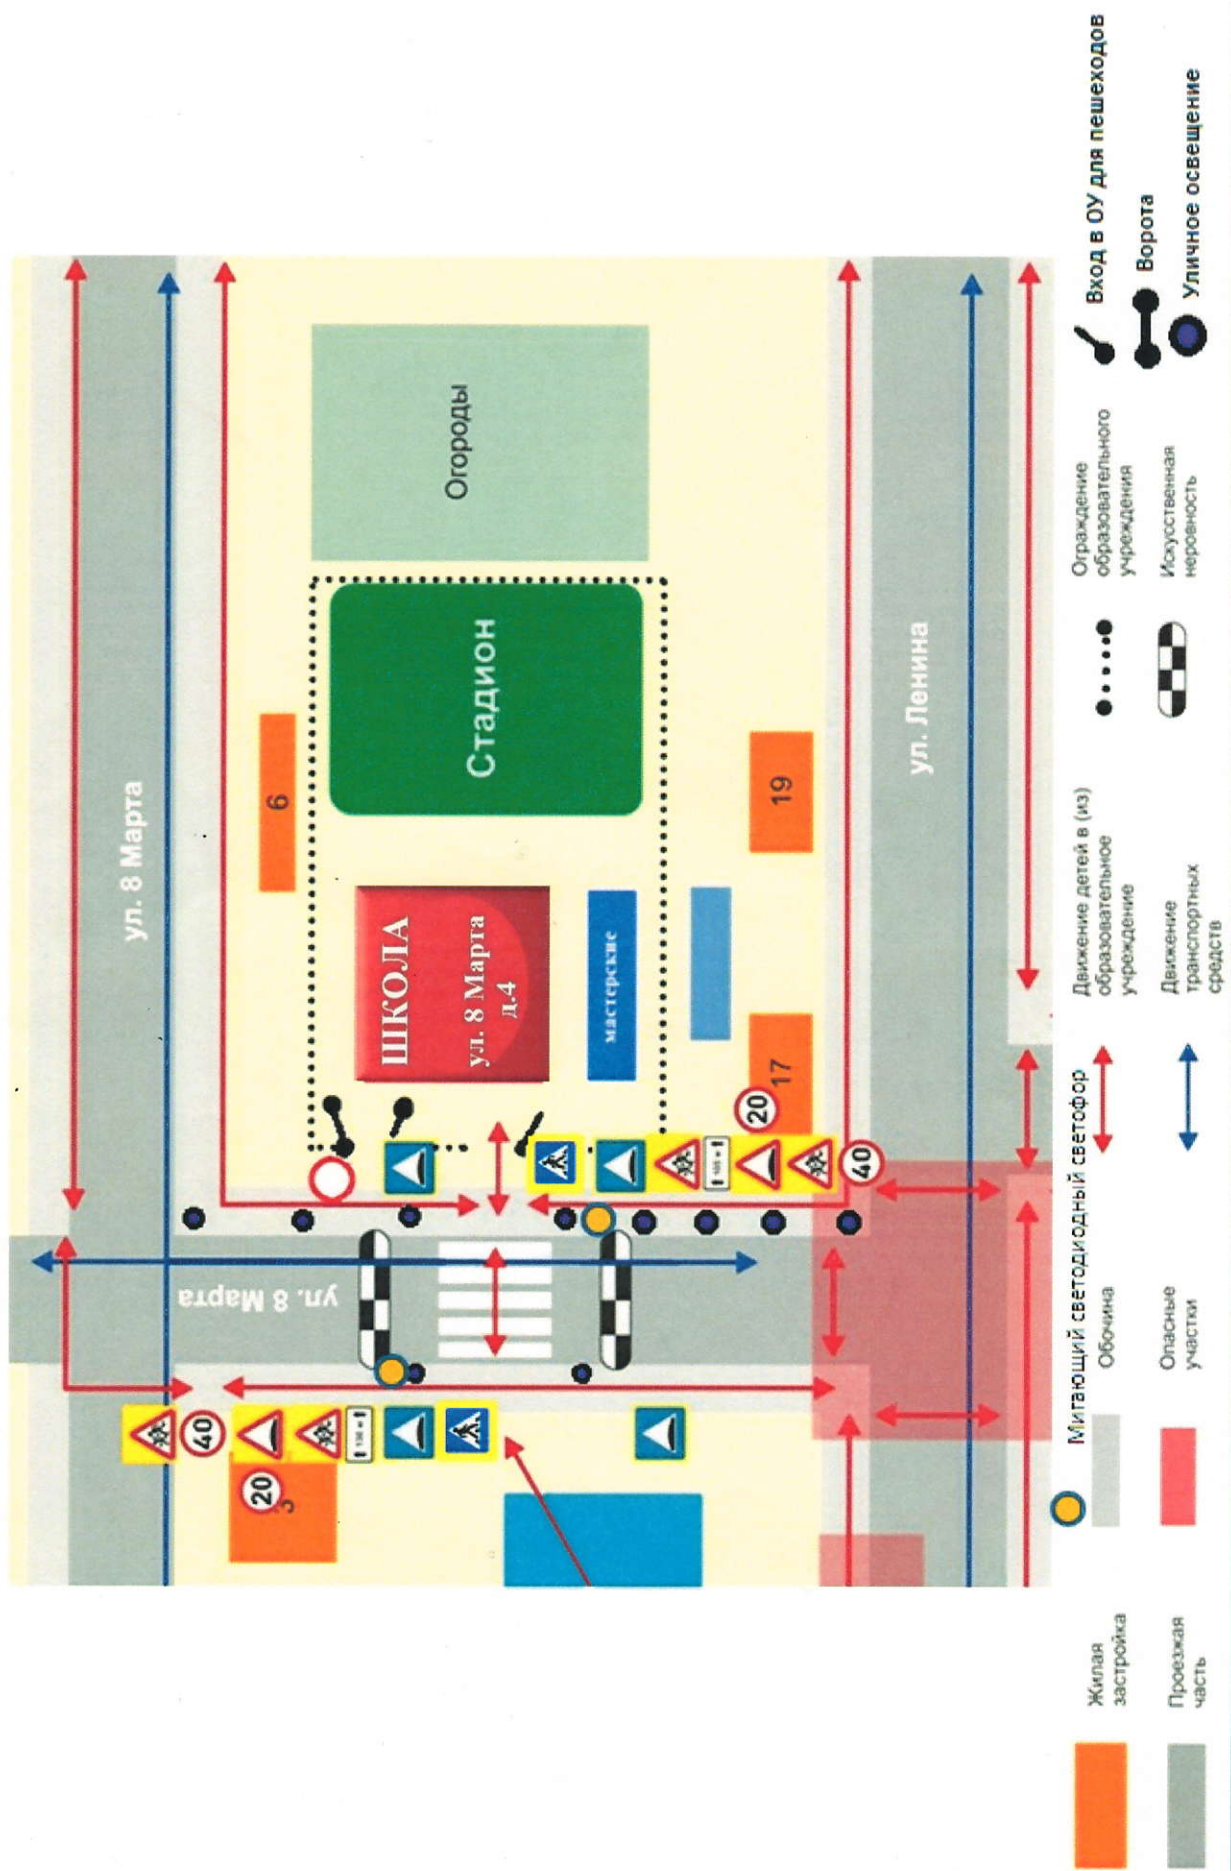 ул. 8 Марта
6
ШКОЛА
ул. 8 Марта
д.4
Стадион
Огороды
мастерские
17
19
ул. Ленина
ул. 8 Марта
40
20
20
40
Жилая
застройка
Проезжая
часть
Митающий светодиодный светофор
Обочина
Опасные
участки
Движение детей в (из)
образовательное
учреждение
Движение
транспортных
средств
Ограждение
образовательного
учреждения
Искусственная
неровность
Вход в ОУ для пешеходов
Ворота
Уличное освещение